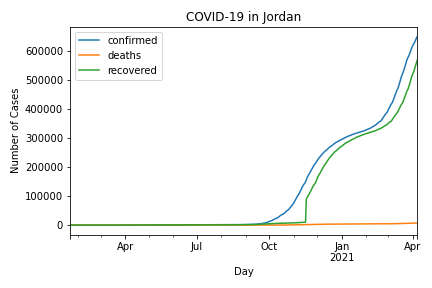 COVID-19 in Jordan
confirmed
deaths
recovered
Number of Cases
600000
500000
400000
300000
200000
100000
0
Apr
Jul
Oct
Jan
2021
Apr
Day